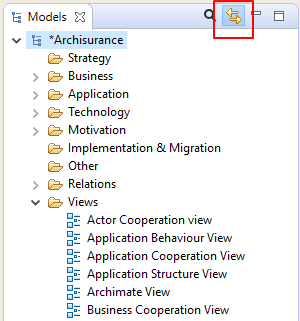 Models
*Archisurance
Strategy
Business
Application
Technology
Motivation
Implementation & Migration
Other
Relations
Views
Actor Cooperation view
Application Behaviour View
Application Cooperation View
Application Structure View
Archimate View
Business Cooperation View